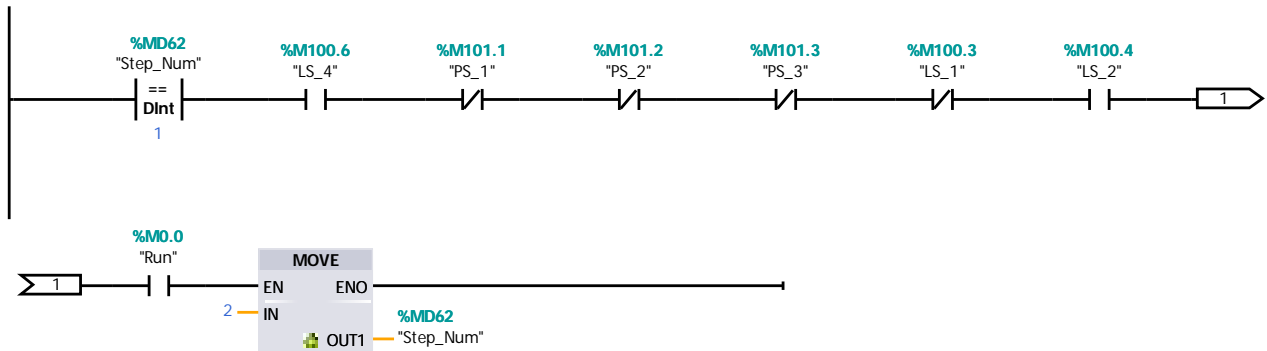 %MD62 %M100.6 %M101.1 %M101.2 %M101.3 %M100.3 %M100.4
"Step_Num" "LS_4" "PS_1" "PS_2" "PS_3" "LS_1" "LS_2"
==
DInt
1
1
%M0.0
"Run"
1
MOVE
EN ENO
2 IN
%MD62
OUT1 "Step_Num"